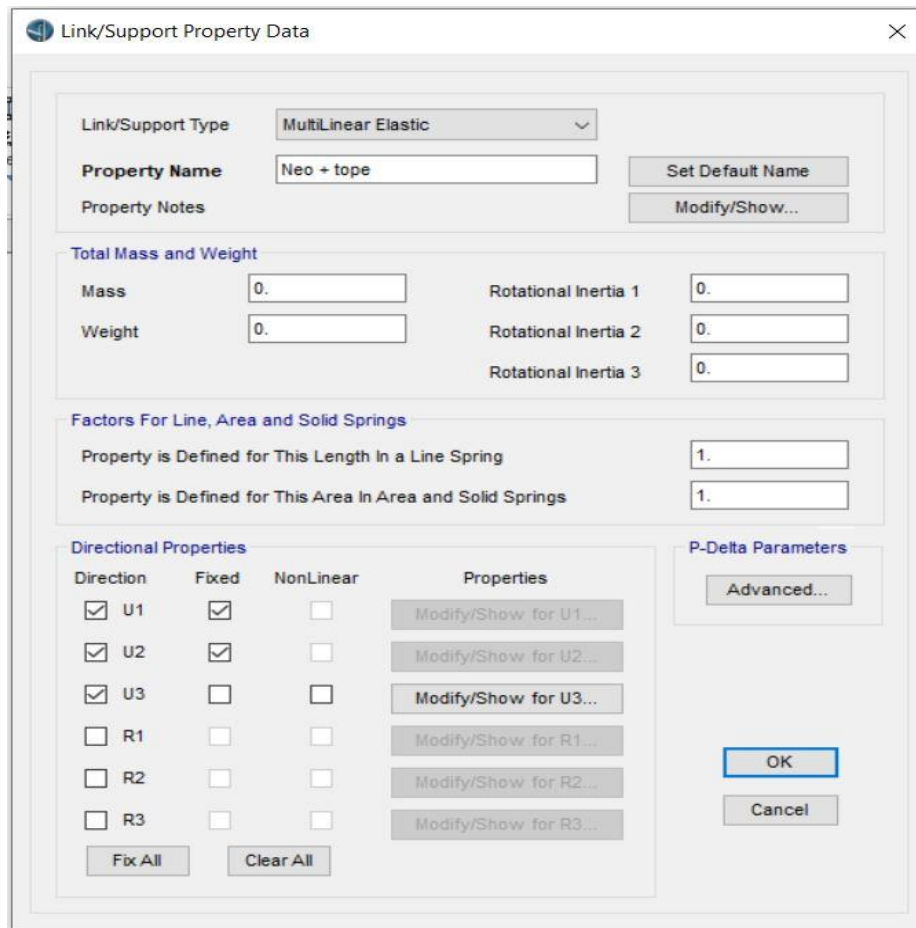 Link/Support Property Data
Link/Support Type MultiLinear Elastic
Property Name Neo + tope Set Default Name
Property Notes Modify/Show...
Total Mass and Weight
Mass 0. Rotational Inertia 1 0.
Weight 0. Rotational Inertia 2 0.
Rotational Inertia 3 0.
Factors For Line, Area and Solid Springs
Property is Defined for This Length In a Line Spring 1.
Property is Defined for This Area In Area and Solid Springs 1.
Directional Properties P-Delta Parameters
Direction Fixed NonLinear Properties Advanced...
U1 Modify/Show for U1...
U2 Modify/Show for U2...
U3 Modify/Show for U3...
R1 Modify/Show for R1...
R2 Modify/Show for R2...
R3 Modify/Show for R3...
OK
Cancel
Fix All Clear All